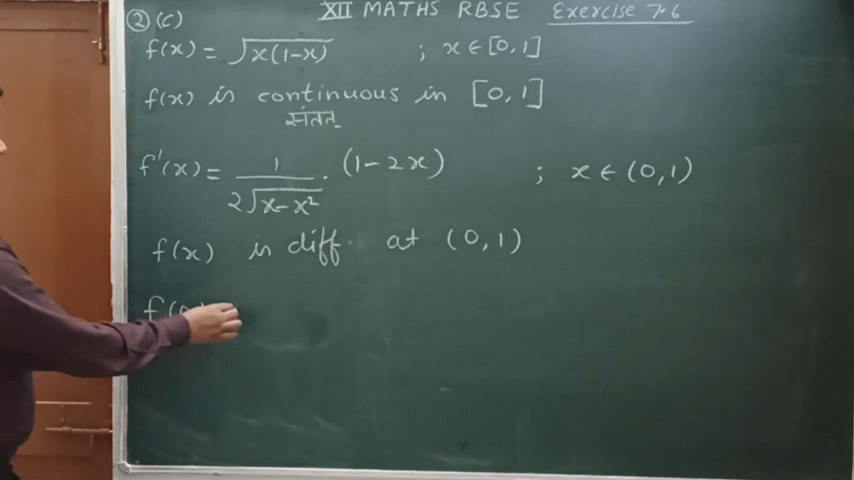 XII MATHS RBSE Exercise 7.6
② (c)
f(x) = √x(1-x) ; x ∈ [0, 1]
f(x) is continuous in [0, 1]
संतत
f'(x) = 1/2√x-x² . (1-2x) ; x ∈ (0, 1)
f(x) is diff. at (0, 1)
f(0)